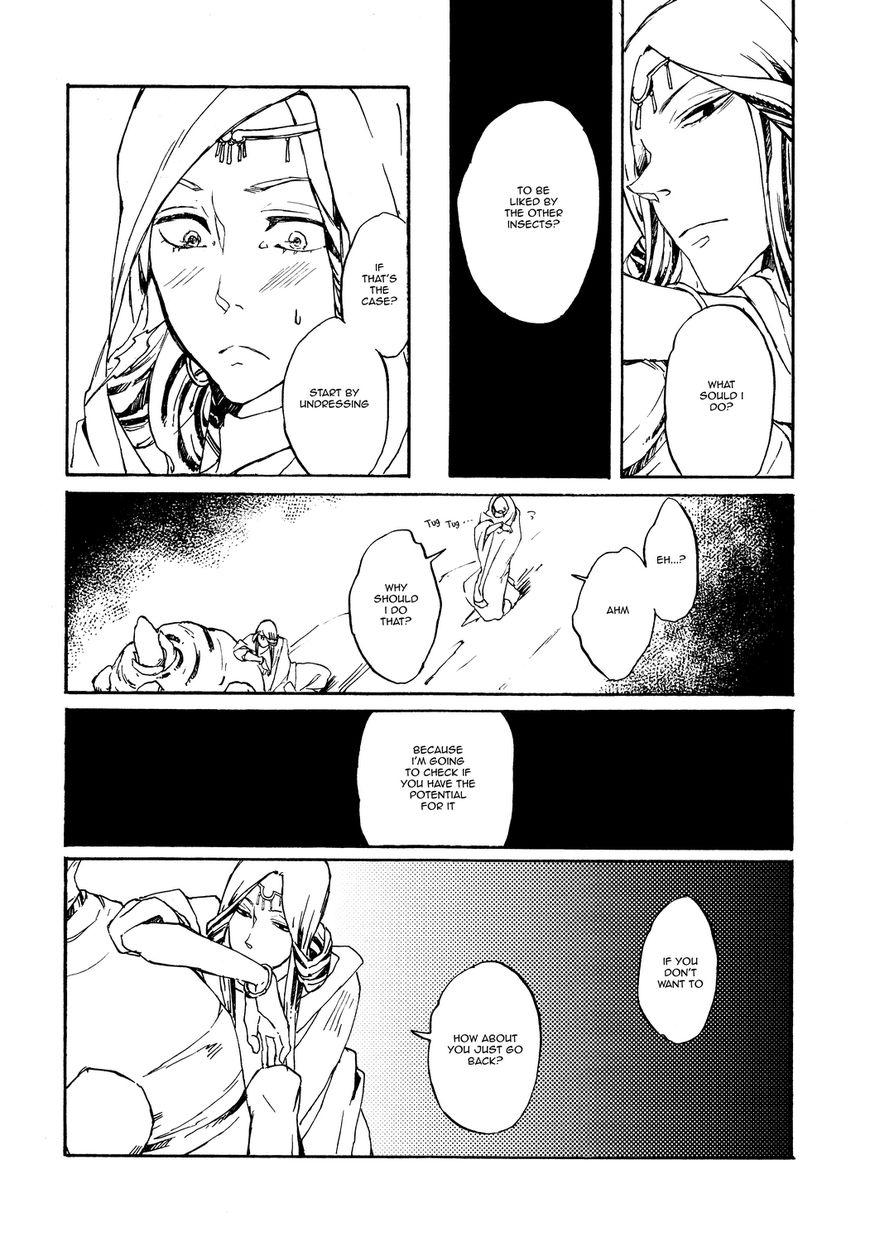 WHAT
SOULD I
DO?
TO BE
LIKED BY
THE OTHER
INSECTS?
IF
THAT'S
THE
CASE?
START BY
UNDRESSING
EH...?
AHM
Tug Tug...
WHY
SHOULD
I DO
THAT?
BECAUSE
I'M GOING
TO CHECK IF
YOU HAVE THE
POTENTIAL
FOR IT
IF YOU
DON'T
WANT TO
HOW ABOUT
YOU JUST GO
BACK?